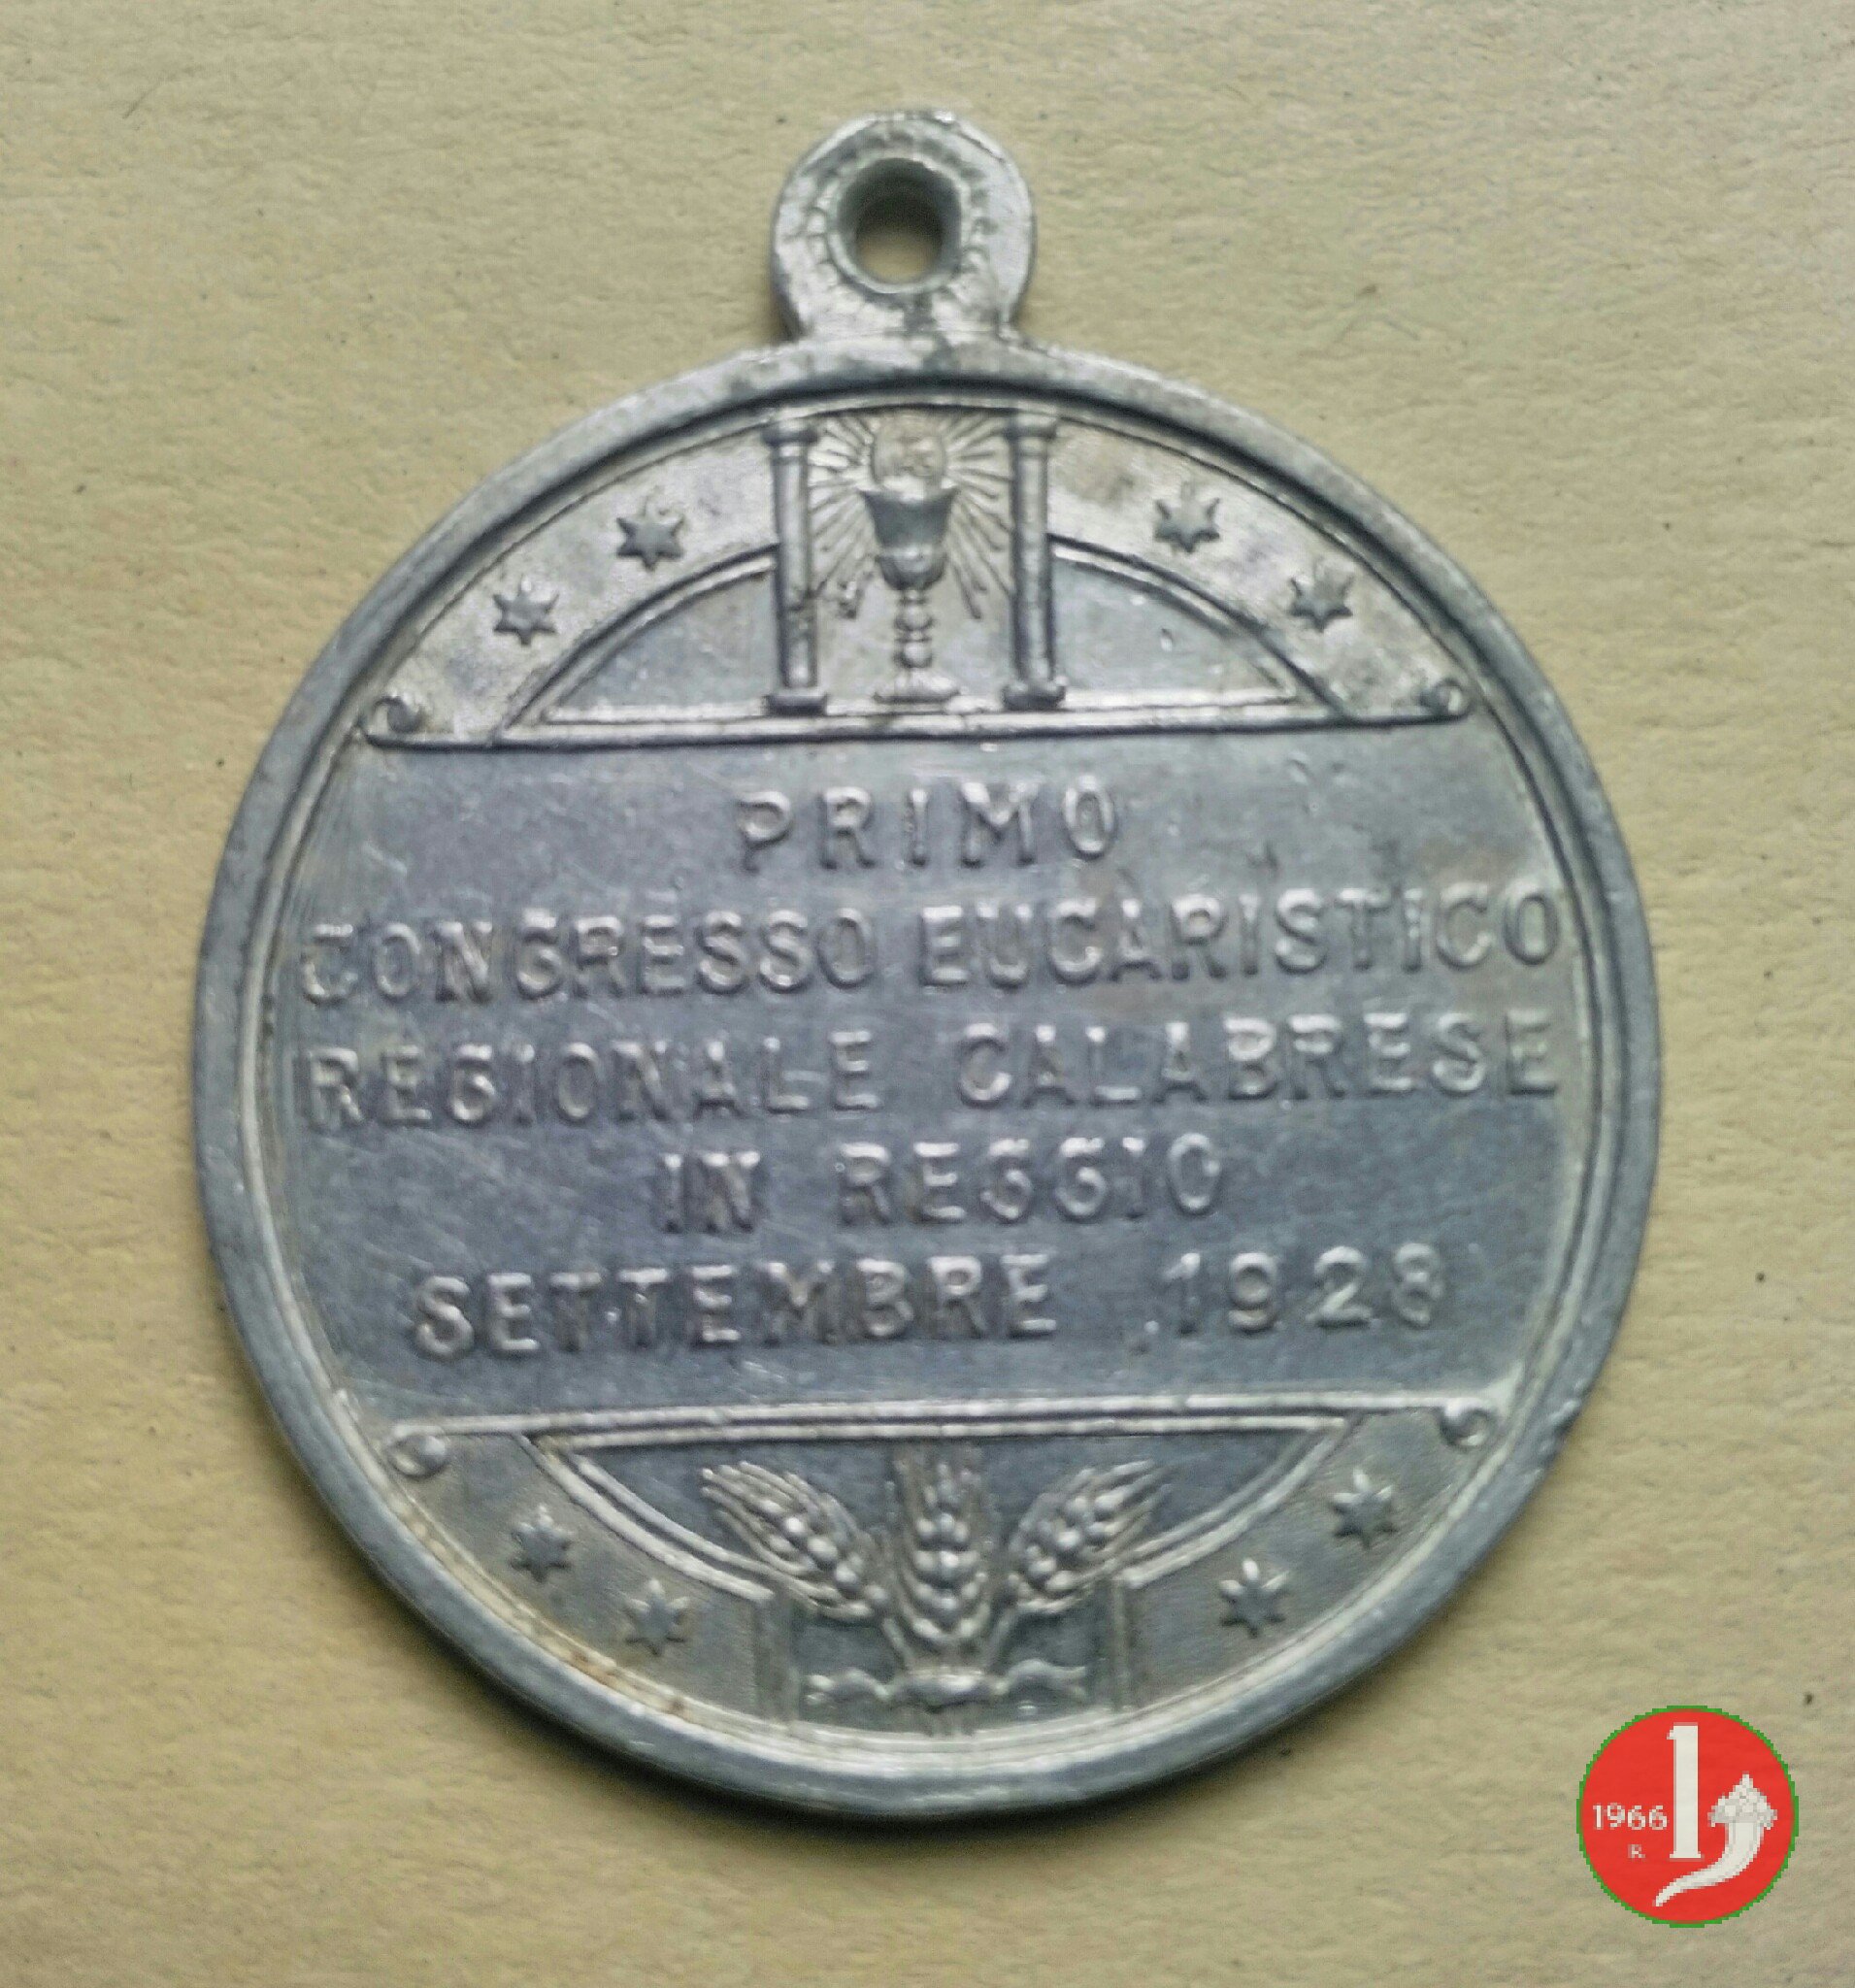 PRIMO
CONGRESSO EUCARISTICO
REGIONALE CALABRESE
IN REGGIO
SETTEMBRE 1928
1966
R